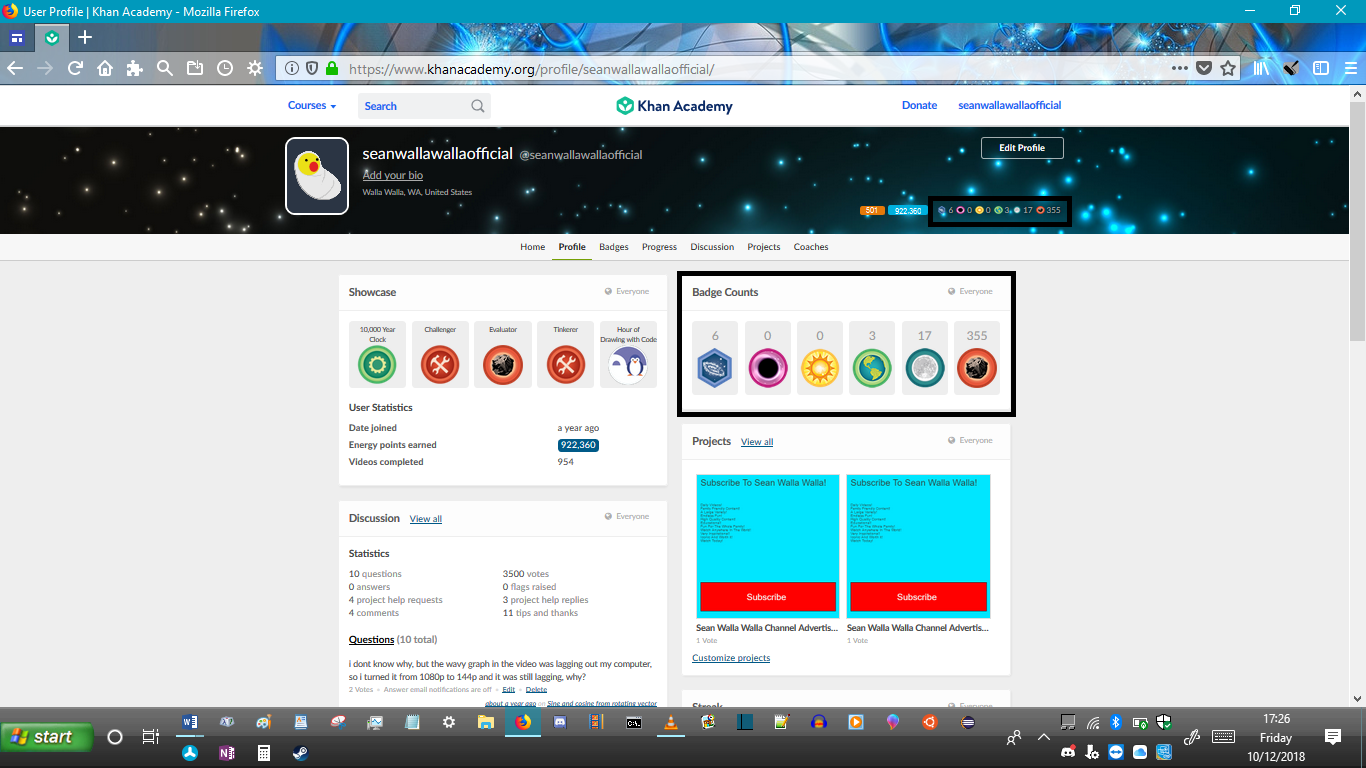 User Profile | Khan Academy - Mozilla Firefox
https://www.khanacademy.org/profile/seanwallawallaofficial/
Courses
Search
Khan Academy
Donate
seanwallawallaofficial
seanwallawallaofficial @seanwallawallaofficial
Add your bio
Walla Walla, WA, United States
Edit Profile
501 922,360 6 0 0 3 17 355
Home Profile Badges Progress Discussion Projects Coaches
Showcase Everyone
10,000 Year Clock
Challenger
Evaluator
Tinkerer
Hour of Drawing with Code
User Statistics
Date joined a year ago
Energy points earned 922,360
Videos completed 954
Badge Counts Everyone
6 0 0 3 17 355
Projects View all Everyone
Subscribe To Sean Walla Walla!
Subscribe
Sean Walla Walla Channel Advertis...
1 Vote
Subscribe To Sean Walla Walla!
Subscribe
Sean Walla Walla Channel Advertis...
1 Vote
Customize projects
Discussion View all Everyone
Statistics
10 questions 3500 votes
0 answers 0 flags raised
4 project help requests 3 project help replies
4 comments 11 tips and thanks
Questions (10 total)
i dont know why, but the wavy graph in the video was lagging out my computer,
so i turned it from 1080p to 144p and it was still lagging, why?
2 Votes • Answer email notifications are off • Edit • Delete
about a year ago on Sine and cosine from rotating vector
Streak Everyone
start
17:26
Friday
10/12/2018